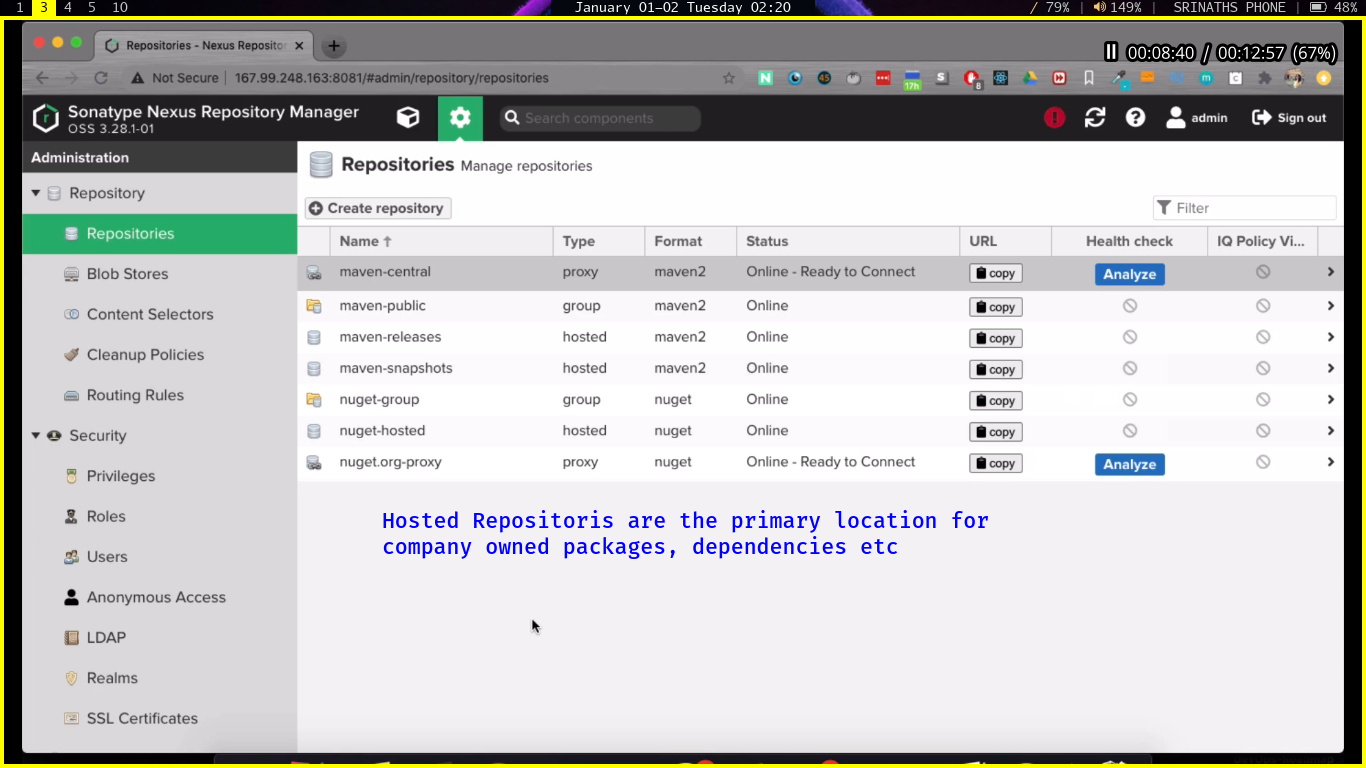 1 3 4 5 10
January 01-02 Tuesday 02:20
/ 79% | 149% | SRINATHS PHONE | 48%
Repositories - Nexus Repositor
00:08:40 / 00:12:57 (67%)
Not Secure | 167.99.248.163:8081/#admin/repository/repositories
17h
8
Sonatype Nexus Repository Manager
OSS 3.28.1-01
Search components
admin
Sign out
Administration
Repository
Repositories
Blob Stores
Content Selectors
Cleanup Policies
Routing Rules
Security
Privileges
Roles
Users
Anonymous Access
LDAP
Realms
SSL Certificates
Repositories Manage repositories
Create repository
Filter
Name Type Format Status URL Health check IQ Policy Vi...
maven-central proxy maven2 Online - Ready to Connect copy Analyze
maven-public group maven2 Online copy
maven-releases hosted maven2 Online copy
maven-snapshots hosted maven2 Online copy
nuget-group group nuget Online copy
nuget-hosted hosted nuget Online copy
nuget.org-proxy proxy nuget Online - Ready to Connect copy Analyze
Hosted Repositoris are the primary location for
company owned packages, dependencies etc